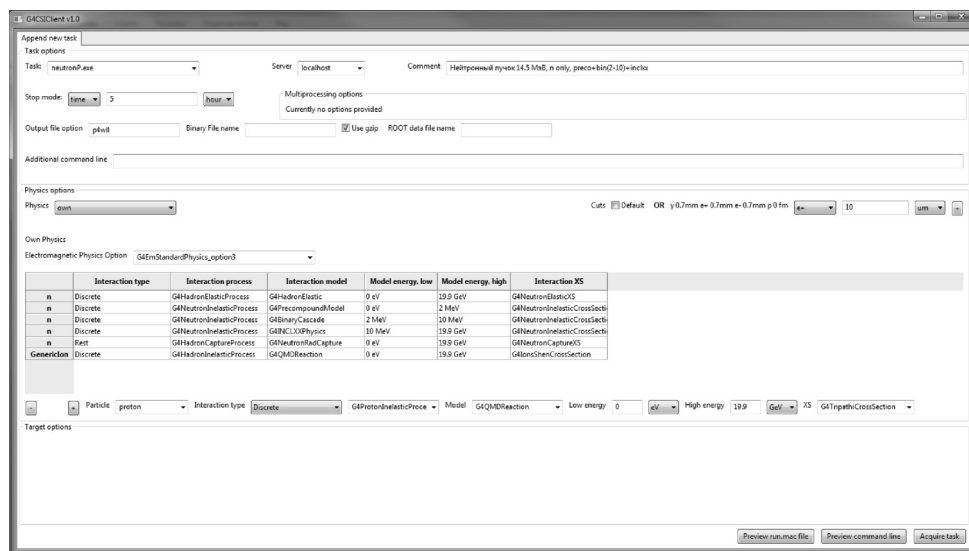 G4CSIClient v1.0
Append new task
Task options
Task: neutronP.exe Server localhost Comment Нейтронный пучок 14.5 МэВ, n only, preco+bin(2-10)+inclxx
Stop mode: time 5 hour Multiprocessing options
Currently no options provided
Output file option p4w8 Binary File name Use gzip ROOT data file name
Additional command line
Physics options
Physics own Cuts Default OR γ 0.7mm e+ 0.7mm e- 0.7mm p 0 fm e+ 10 um +
Own Physics
Electromagnetic Physics Option G4EmStandardPhysics_option3
Interaction type Interaction process Interaction model Model energy, low Model energy, high Interaction XS
n Discrete G4HadronElasticProcess G4HadronElastic 0 eV 19.9 GeV G4NeutronElasticXS
n Discrete G4NeutronInelasticProcess G4PrecompoundModel 0 eV 2 MeV G4NeutronInelasticCrossSecti
n Discrete G4NeutronInelasticProcess G4BinaryCascade 2 MeV 10 MeV G4NeutronInelasticCrossSecti
n Discrete G4NeutronInelasticProcess G4INCLXXPhysics 10 MeV 19.9 GeV G4NeutronInelasticCrossSecti
n Rest G4HadronCaptureProcess G4NeutronRadCapture 0 eV 19.9 GeV G4NeutronCaptureXS
GenericIon Discrete G4HadronInelasticProcess G4QMDReaction 0 eV 19.9 GeV G4IonsShenCrossSection
- + Particle proton Interaction type Discrete G4ProtonInelasticProce Model G4QMDReaction Low energy 0 eV High energy 19.9 GeV XS G4TripathiCrossSection
Target options
Preview run.mac file Preview command line Acquire task